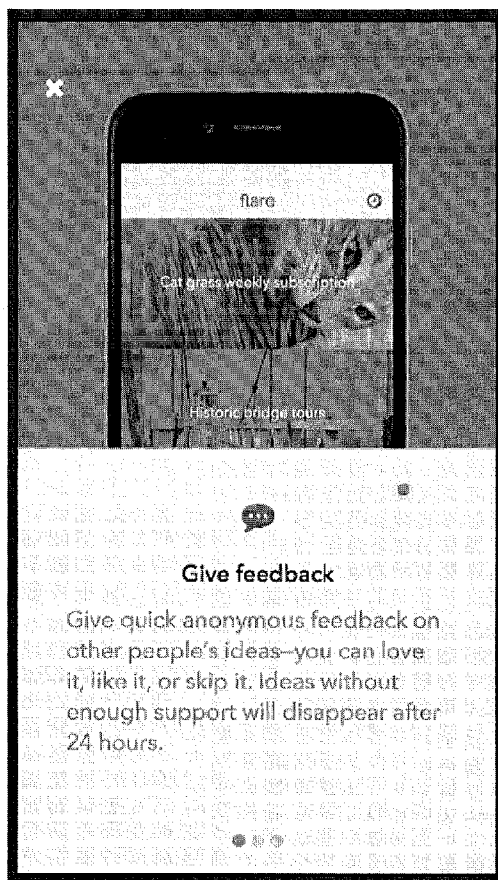 flare
Cat grass weekly subscription
Historic bridge tours
Give feedback
Give quick anonymous feedback on
other people's ideas—you can love
it, like it, or skip it. Ideas without
enough support will disappear after
24 hours.